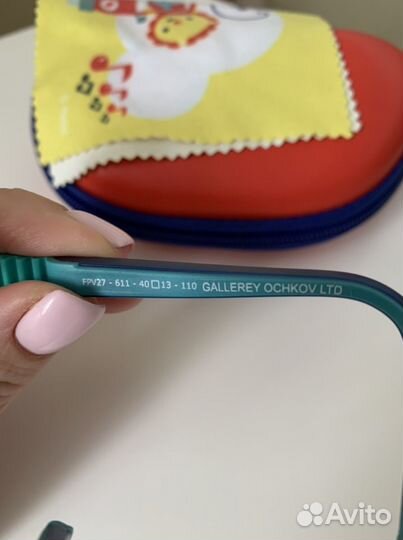 FPV27 - 611 - 40□13 - 110 GALLEREY OCHKOV LTD
Avito